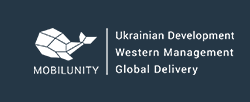 Ukrainian Development
Western Management
Global Delivery
MOBILUNITY